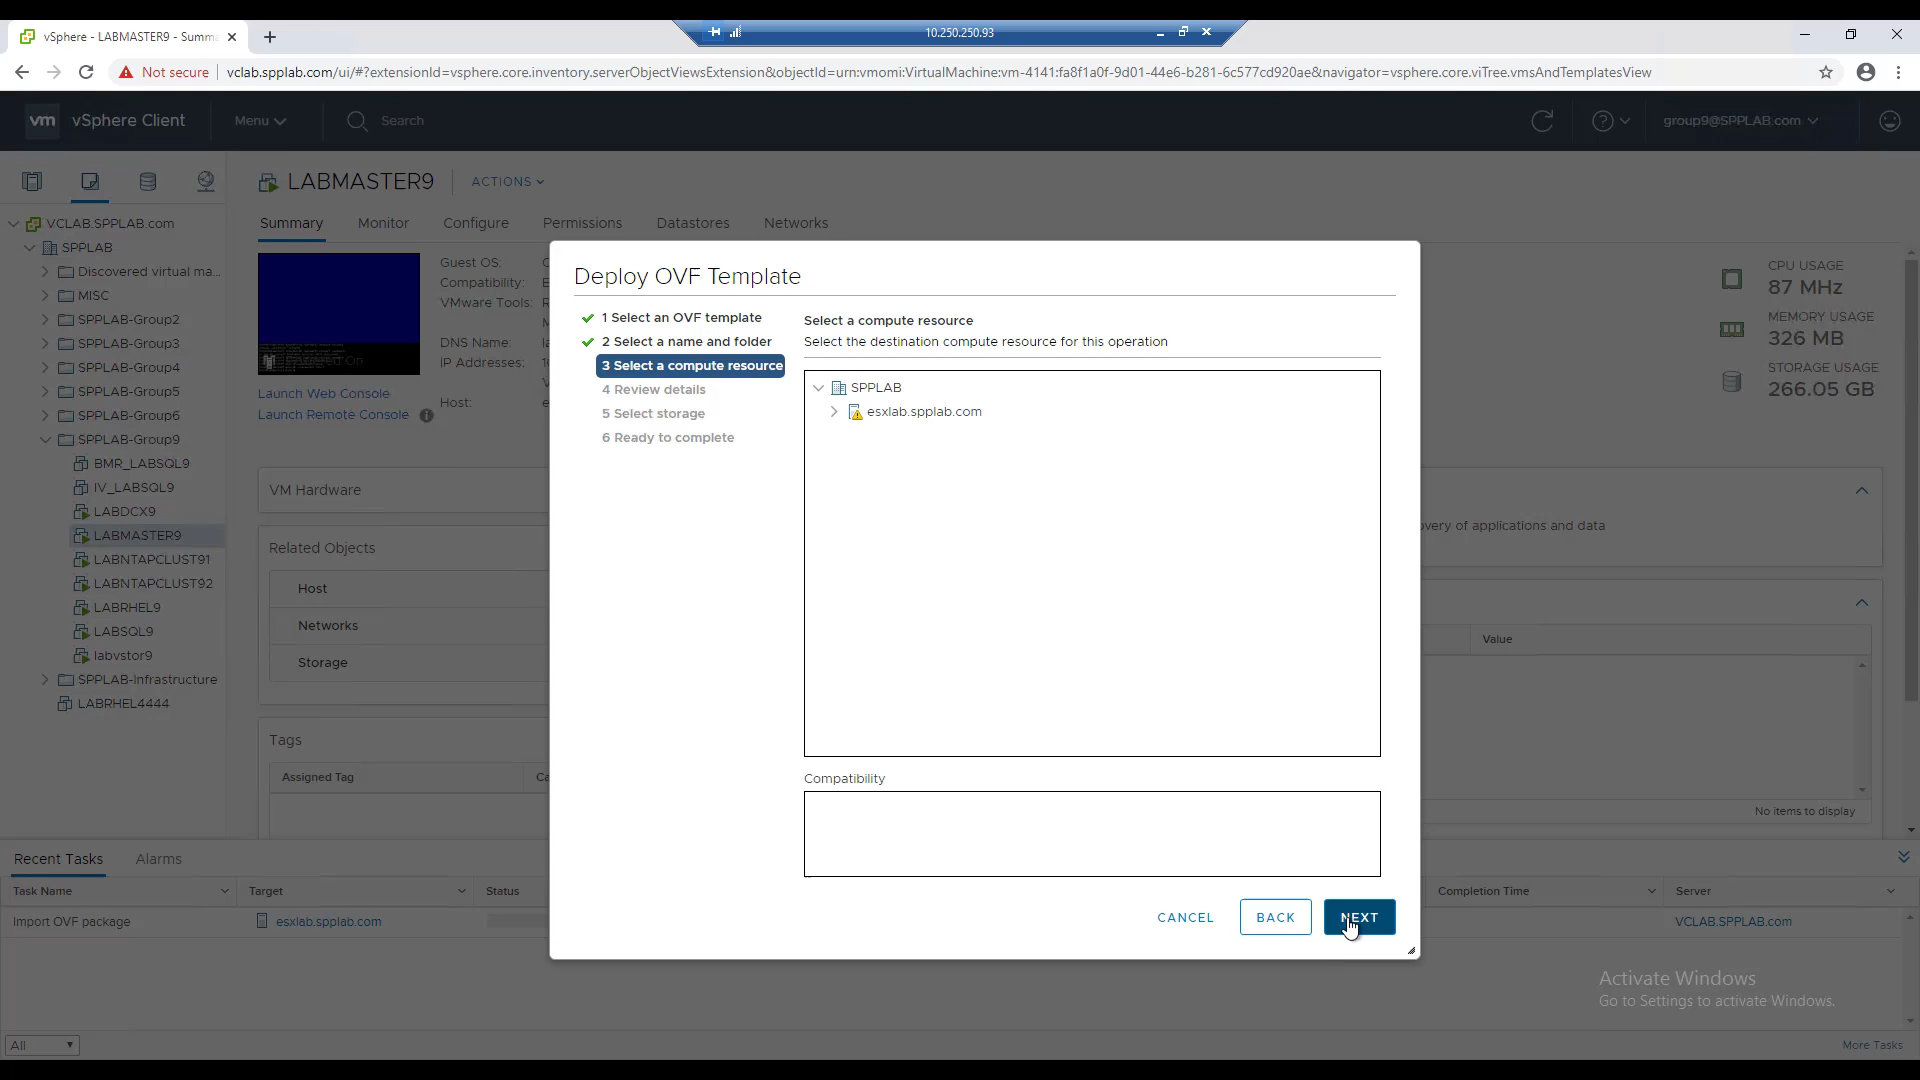 vSphere - LABMASTER9 - Summa
10.250.250.93
Not secure
vclab.spplab.com/ui/#?extensionId=vsphere.core.inventory.serverObjectViewsExtension&objectId=urn:vmomi:VirtualMachine:vm-4141:fa8f1a0f-9d01-44e6-b281-6c577cd920ae&navigator=vsphere.core.viTree.vmsAndTemplatesView
vm vSphere Client
Menu
Search
group9@SPPLAB.com
VCLAB.SPPLAB.com
SPPLAB
Discovered virtual ma...
MISC
SPPLAB-Group2
SPPLAB-Group3
SPPLAB-Group4
SPPLAB-Group5
SPPLAB-Group6
SPPLAB-Group9
BMR_LABSQL9
IV_LABSQL9
LABDCX9
LABMASTER9
LABNTAPCLUST91
LABNTAPCLUST92
LABRHEL9
LABSQL9
labvstor9
SPPLAB-Infrastructure
LABRHEL4444
LABMASTER9
ACTIONS
Summary
Monitor
Configure
Permissions
Datastores
Networks
Guest OS:
Compatibility:
VMware Tools:
DNS Name:
IP Addresses:
Host:
Launch Web Console
Launch Remote Console
CPU USAGE
87 MHz
MEMORY USAGE
326 MB
STORAGE USAGE
266.05 GB
VM Hardware
Related Objects
Host
Networks
Storage
Tags
Assigned Tag
of applications and data
Value
No items to display
Deploy OVF Template
1 Select an OVF template
2 Select a name and folder
3 Select a compute resource
4 Review details
5 Select storage
6 Ready to complete
Select a compute resource
Select the destination compute resource for this operation
SPPLAB
esxlab.spplab.com
Compatibility
CANCEL
BACK
NEXT
Recent Tasks
Alarms
Task Name
Target
Status
Completion Time
Server
Import OVF package
esxlab.spplab.com
VCLAB.SPPLAB.com
Activate Windows
Go to Settings to activate Windows.
All
More Tasks